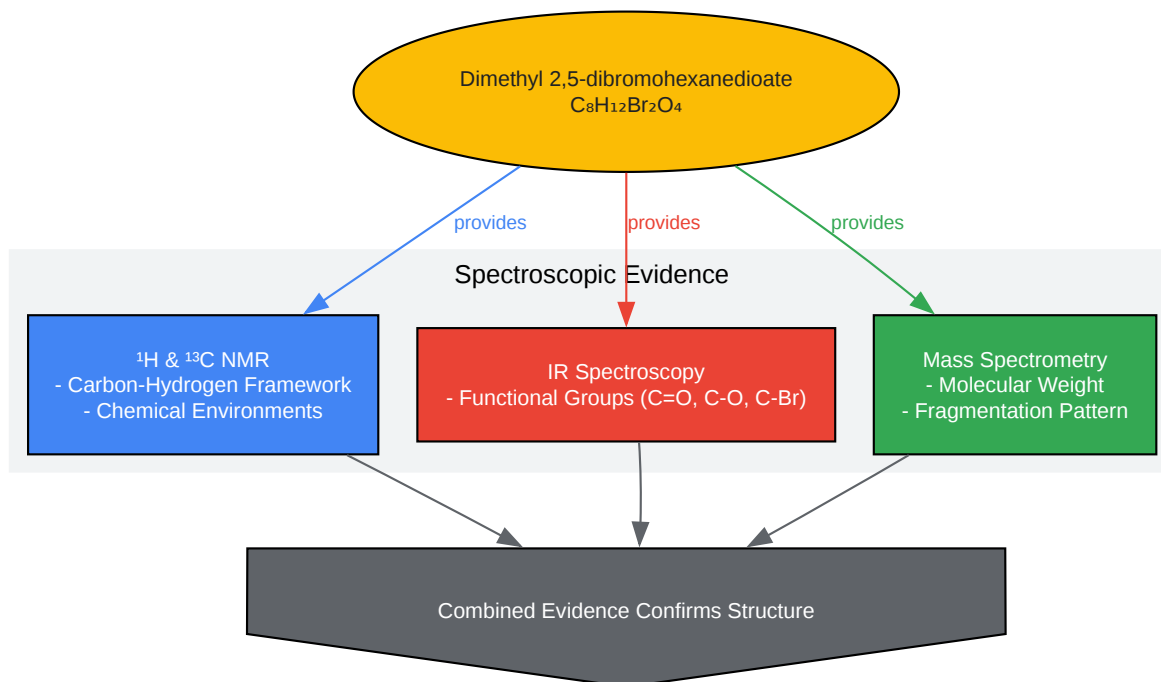 Dimethyl 2,5-dibromohexanedioate
C₈H₁₂Br₂O₄
provides
provides
provides
Spectroscopic Evidence
¹H & ¹³C NMR
- Carbon-Hydrogen Framework
- Chemical Environments
IR Spectroscopy
- Functional Groups (C=O, C-O, C-Br)
Mass Spectrometry
- Molecular Weight
- Fragmentation Pattern
Combined Evidence Confirms Structure